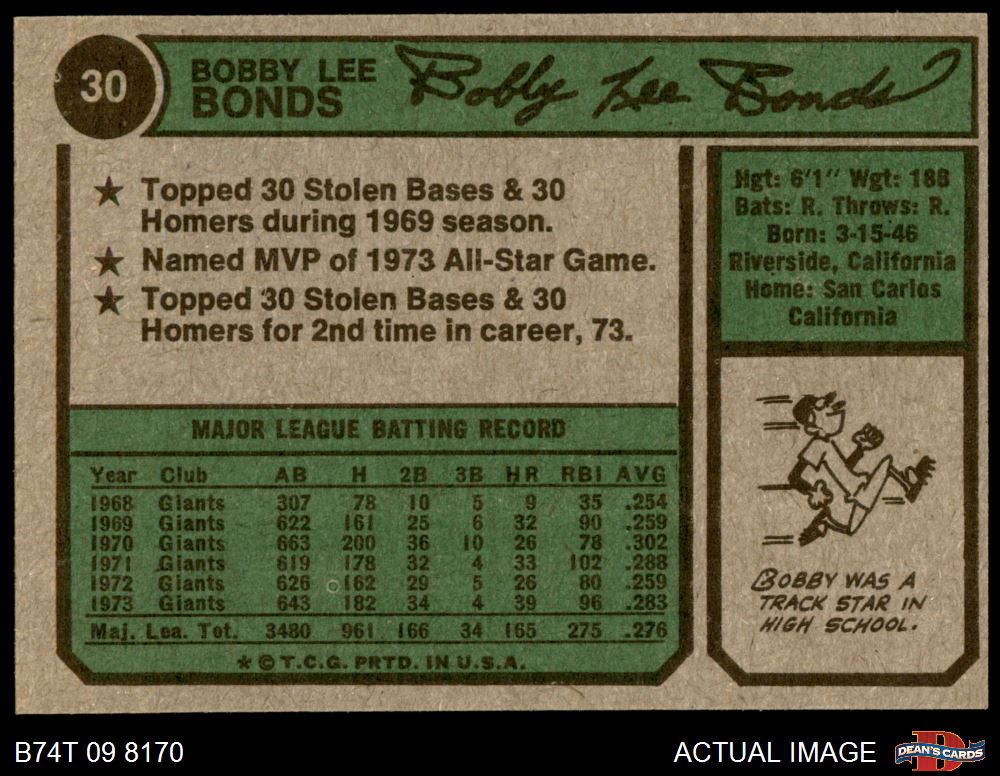 30
BOBBY LEE
BONDS
Bobby Lee Bonds
★ Topped 30 Stolen Bases & 30
Homers during 1969 season.
★ Named MVP of 1973 All-Star Game.
★ Topped 30 Stolen Bases & 30
Homers for 2nd time in career, 73.
MAJOR LEAGUE BATTING RECORD
Year Club AB H 2B 3B HR RBI AVG
1968 Giants 307 78 10 5 9 35 .254
1969 Giants 622 161 25 6 32 90 .259
1970 Giants 663 200 36 10 26 78 .302
1971 Giants 619 178 32 4 33 102 .288
1972 Giants 626 162 29 5 26 80 .259
1973 Giants 643 182 34 4 39 96 .283
Maj. Lea. Tot. 3480 961 166 34 165 275 .276
★ © T.C.G. PRTD. IN U.S.A.
Hgt: 6'1" Wgt: 188
Bats: R. Throws: R.
Born: 3-15-46
Riverside, California
Home: San Carlos
California
BOBBY WAS A
TRACK STAR IN
HIGH SCHOOL.
B74T 09 8170
ACTUAL IMAGE
DEAN'S CARDS